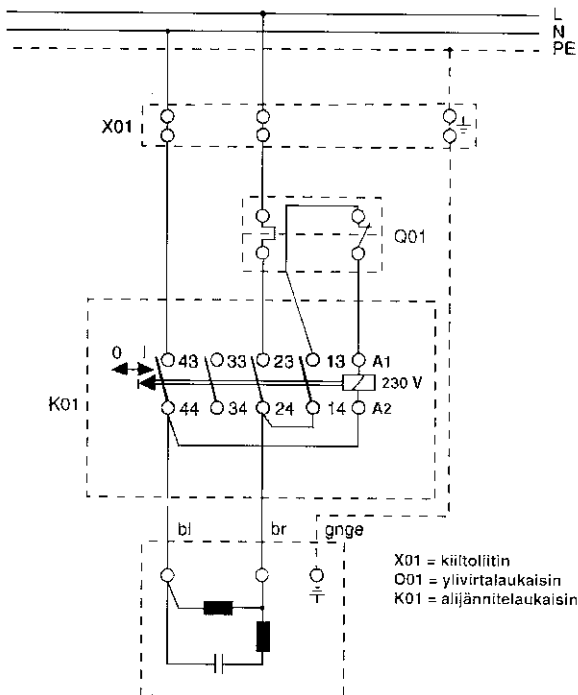 L
N
PE
X01
Q01
0 I 43 33 23 13 A1
230 V
K01
44 34 24 14 A2
bl br gnge
X01 = kiiltoliitin
Q01 = ylivirtalaukaisin
K01 = alijännitelaukaisin